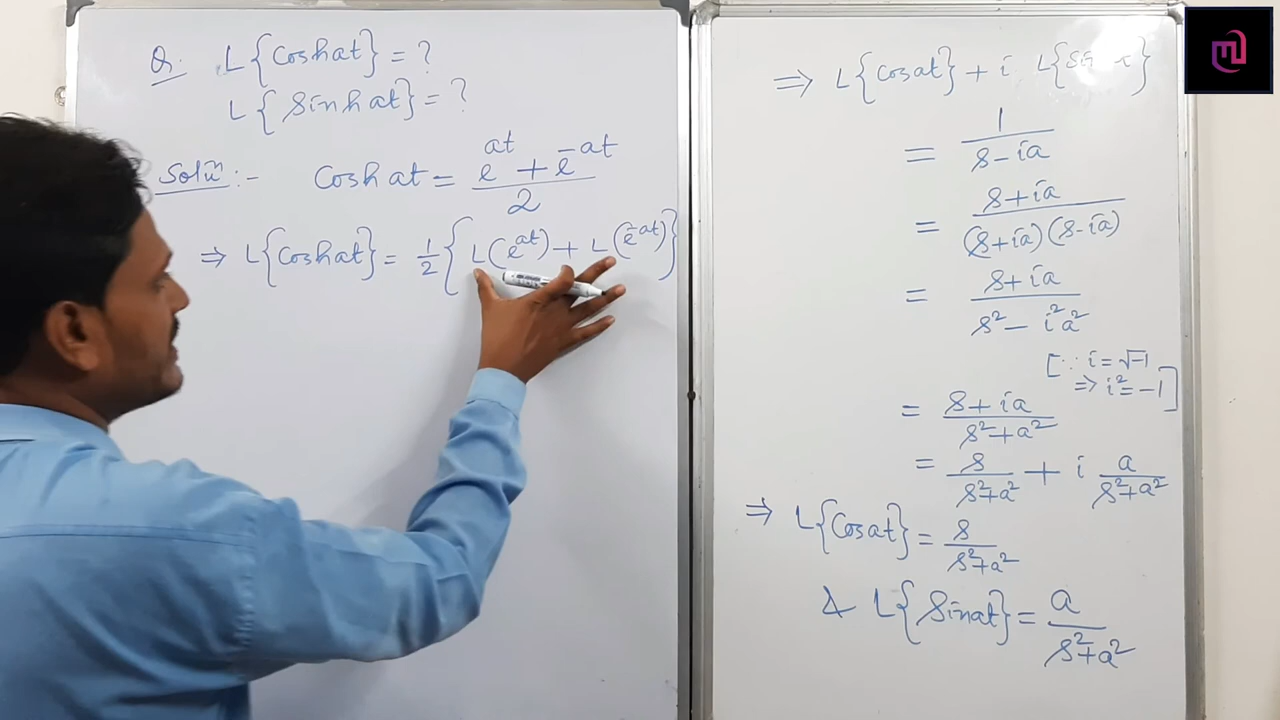 Q: L{Coshat} = ?
L{Sinhat} = ?
Solun :- Coshat = (e^at + e^-at)/2
⇒ L{Coshat} = 1/2 {L(e^at) + L(e^-at)}
⇒ L{Cosat} + i L{
= 1/(s-ia)
= (s+ia)/((s+ia)(s-ia))
= (s+ia)/(s² - i²a²)
[∵ i = √-1
⇒ i² = -1]
= (s+ia)/(s²+a²)
= s/(s²+a²) + i a/(s²+a²)
⇒ L{Cosat} = s/(s²+a²)
& L{Sinat} = a/(s²+a²)